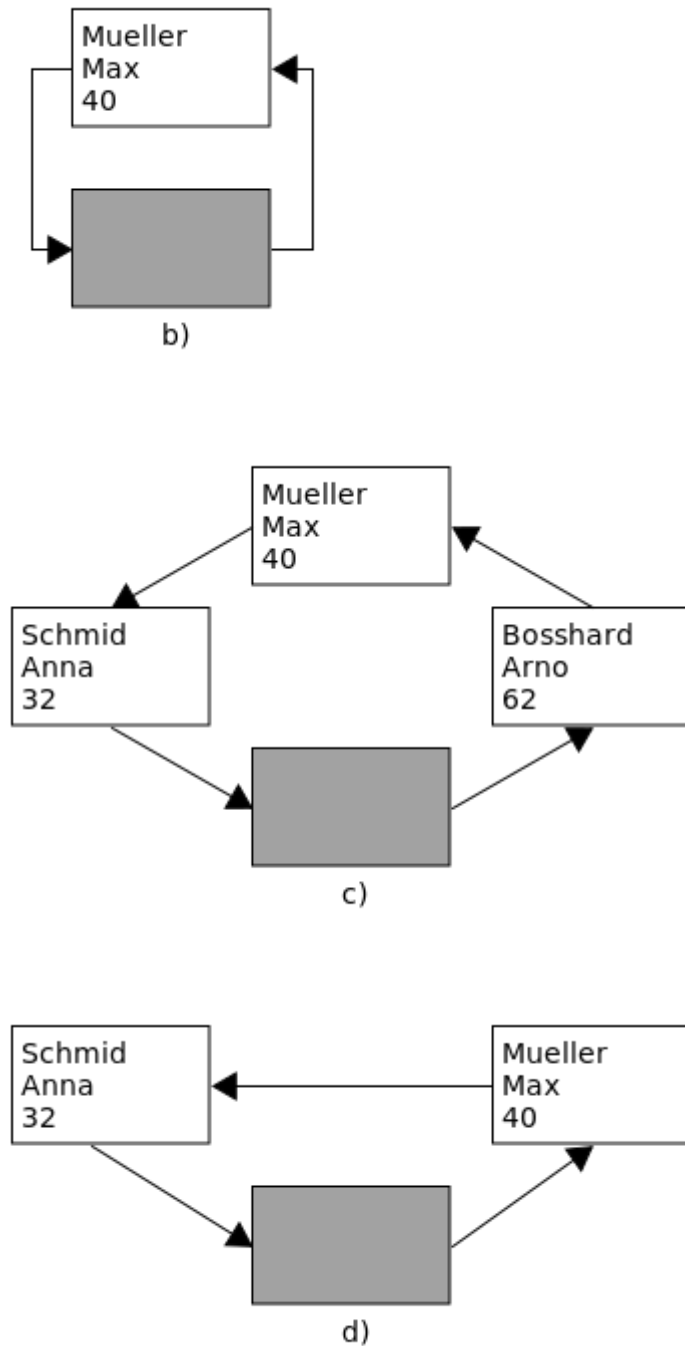 Mueller
Max
40
b)
Mueller
Max
40
Schmid
Anna
32
Bosshard
Arno
62
c)
Schmid
Anna
32
Mueller
Max
40
d)